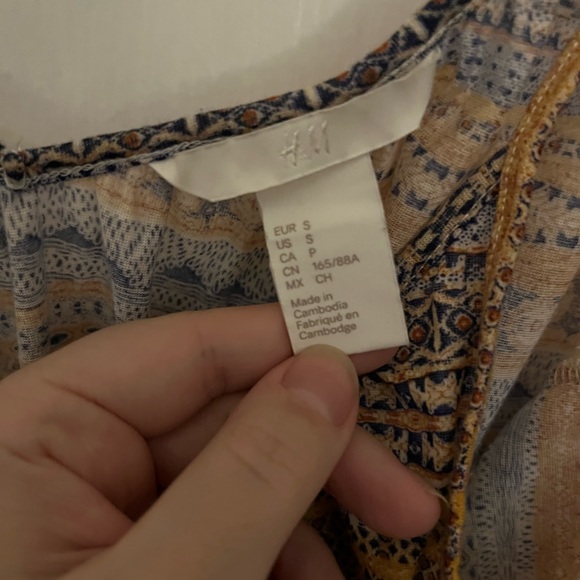 H&M
EUR S
US S
CA P
CN 165/88A
MX CH
Made in
Cambodia
Fabriqué en
Cambodge